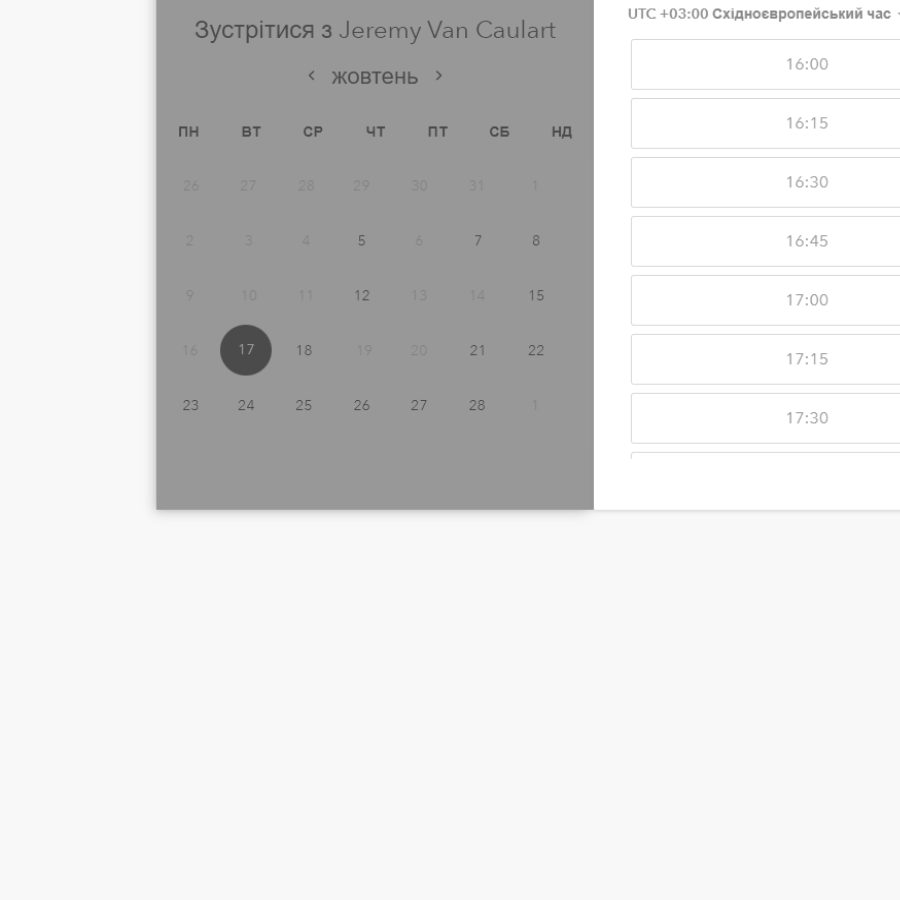 Зустрітися з Jeremy Van Caulart
жовтень
ПН ВТ СР ЧТ ПТ СБ НД
26 27 28 29 30 31 1
2 3 4 5 6 7 8
9 10 11 12 13 14 15
16 17 18 19 20 21 22
23 24 25 26 27 28 1
UTC +03:00 Східноєвропейський час
16:00
16:15
16:30
16:45
17:00
17:15
17:30